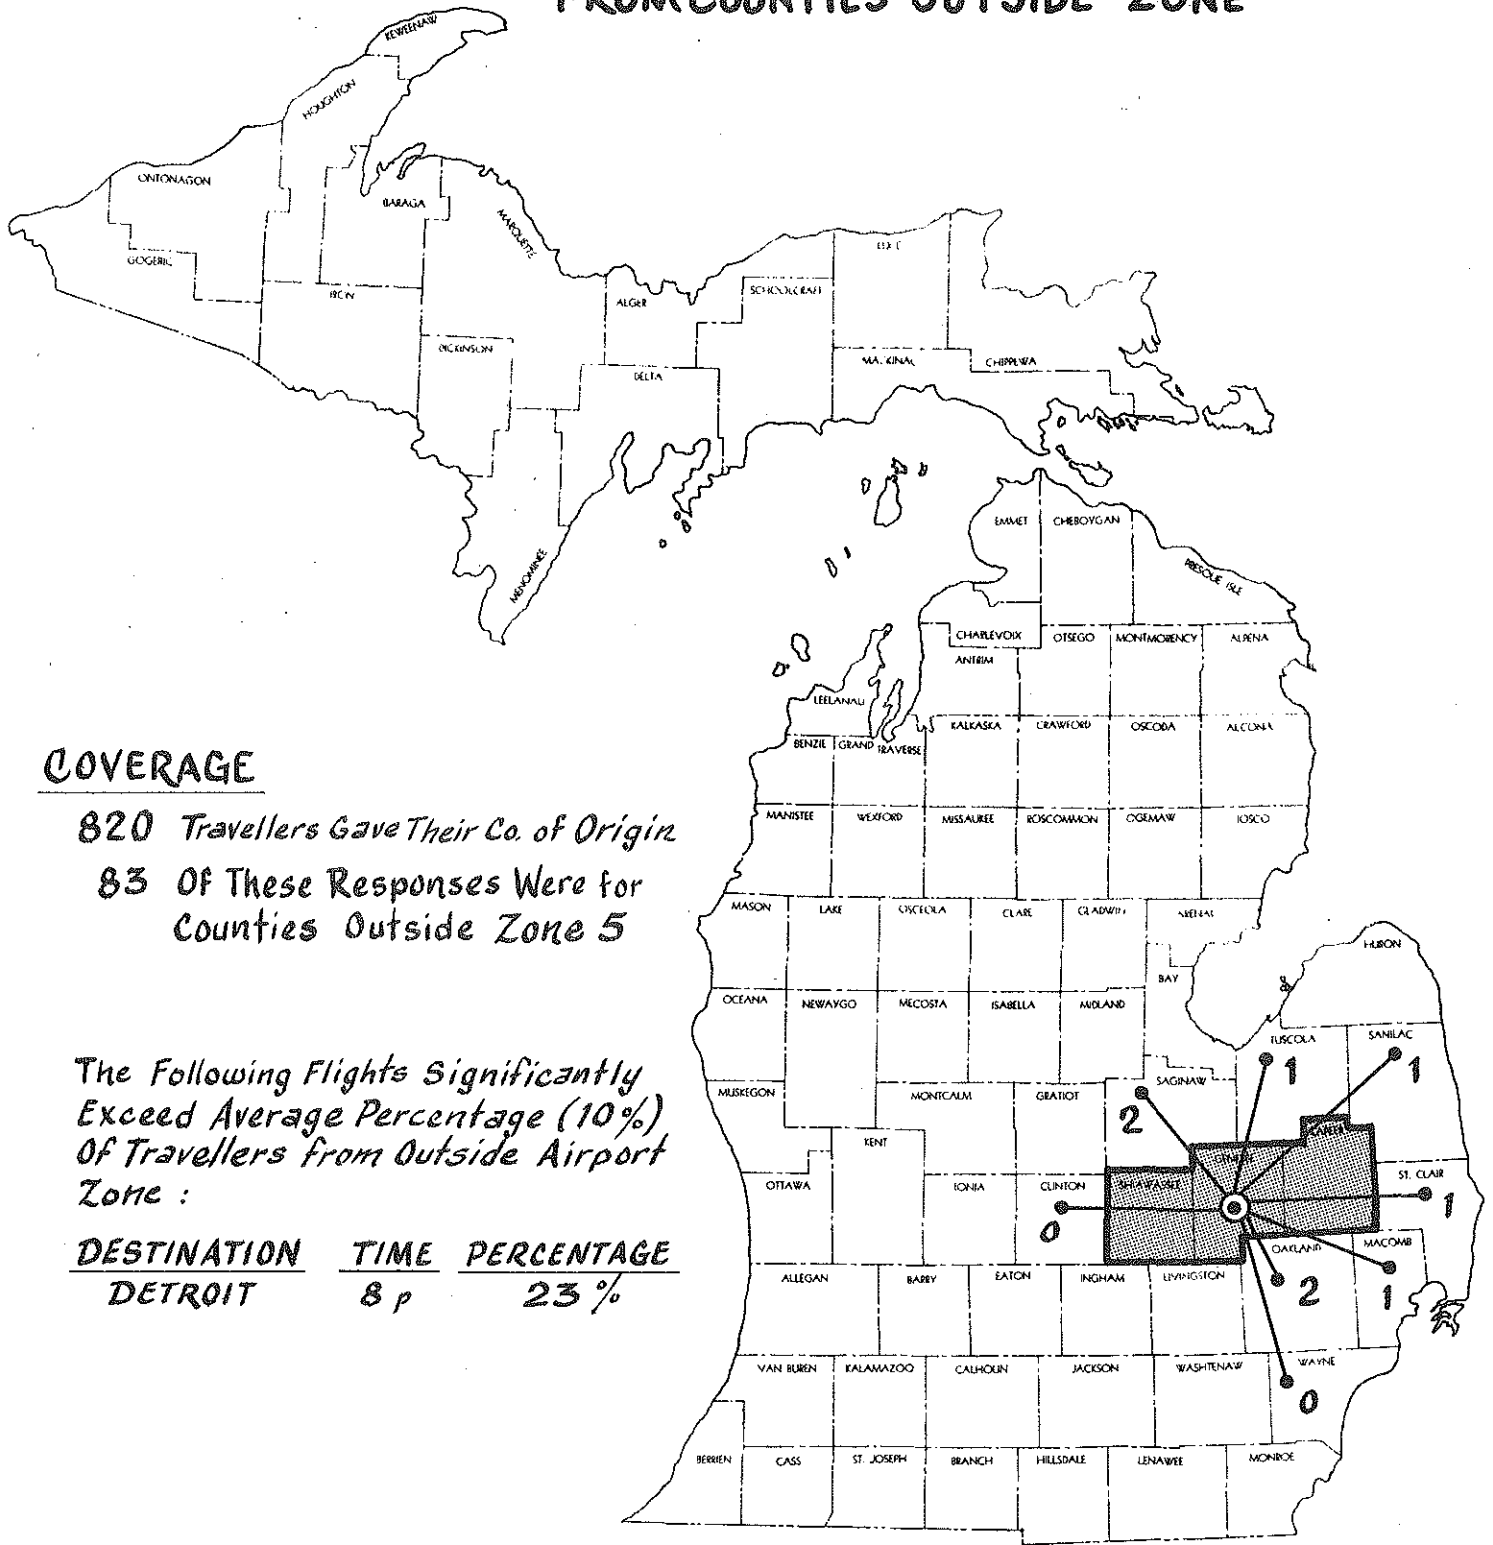 FROM COUNTIES OUTSIDE ZONE
KEWEENAW
HOUGHTON
ONTONAGON
BARAGA
MARQUETTE
GOGEBIC
IRON
ALGER
SCHOOLCRAFT
DICKINSON
DELTA
CHIPPEWA
MENOMINEE
EMMET
CHEBOYGAN
PRESQUE ISLE
CHARLEVOIX
OTSEGO
MONTMORENCY
ALPENA
ANTRIM
LEELANAU
KALKASKA
CRAWFORD
OSCODA
ALCONA
BENZIE
GRAND TRAVERSE
MANISTEE
WEXFORD
MISSAUKEE
ROSCOMMON
OGEMAW
IOSCO
COVERAGE
820 Travellers Gave Their Co. of Origin
83 Of These Responses Were for
Counties Outside Zone 5
MASON
LAKE
OSCEOLA
CLARE
GLADWIN
ARENAC
HURON
BAY
OCEANA
NEWAYGO
MECOSTA
ISABELLA
MIDLAND
TUSCOLA
SANILAC
1
1
The Following Flights Significantly
Exceed Average Percentage (10%)
Of Travellers from Outside Airport
Zone :
MUSKEGON
MONTCALM
GRATIOT
SAGINAW
2
KENT
LAPEER
GENESEE
OTTAWA
IONIA
CLINTON
SHIAWASSEE
ST. CLAIR
0
1
DESTINATION TIME PERCENTAGE
DETROIT 8 p 23 %
ALLEGAN
BARRY
EATON
INGHAM
LIVINGSTON
OAKLAND
MACOMB
2
1
VAN BUREN
KALAMAZOO
CALHOUN
JACKSON
WASHTENAW
WAYNE
0
BERRIEN
CASS
ST. JOSEPH
BRANCH
HILLSDALE
LENAWEE
MONROE